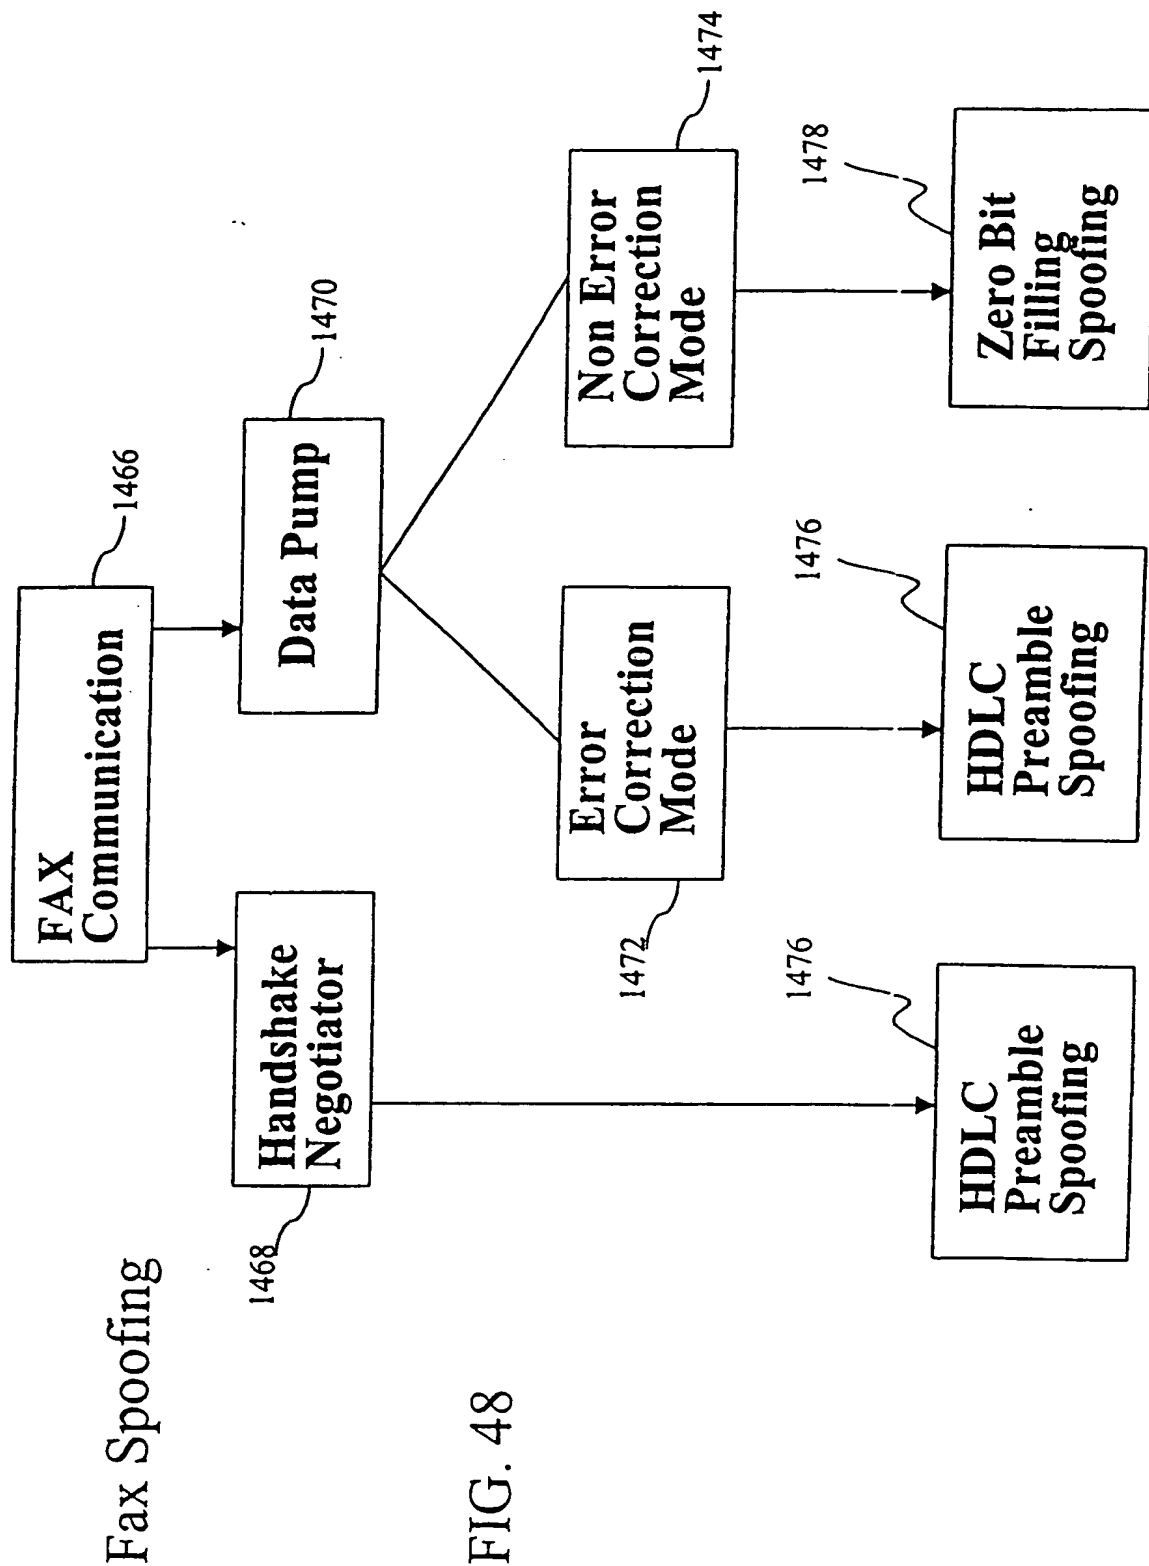 Fax Spoofing
FAX
Communication
1466
Handshake
Negotiator
1468
Data Pump
1470
Error
Correction
Mode
1472
Non Error
Correction
Mode
1474
HDLC
Preamble
Spoofing
1476
HDLC
Preamble
Spoofing
1476
Zero Bit
Filling
Spoofing
1478
FIG. 48